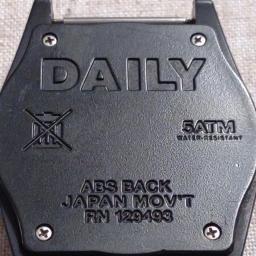 DAILY
5ATM
WATER-RESISTANT
ABS BACK
JAPAN MOV'T
RN 129493